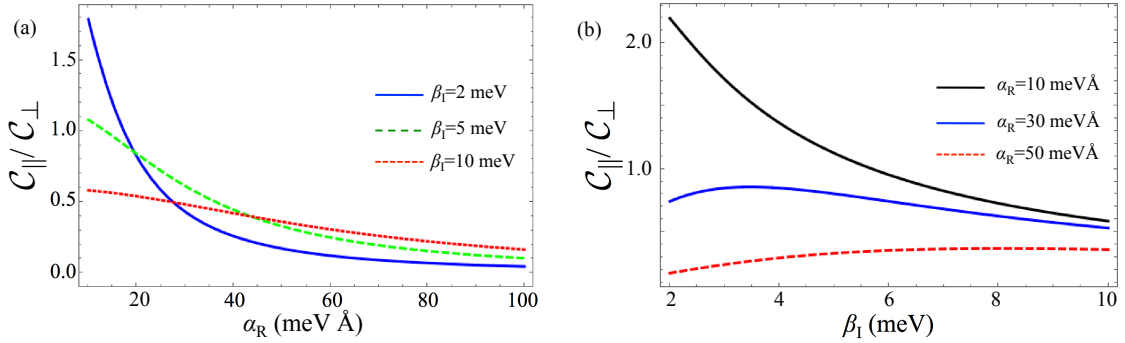 (a)
C∥/ C⊥
1.5
1.0
0.5
0.0
βI=2 meV
βI=5 meV
βI=10 meV
20
40
60
80
100
αR (meV Å)
(b)
C∥/ C⊥
2.0
1.0
0.0
αR=10 meVÅ
αR=30 meVÅ
αR=50 meVÅ
2
4
6
8
10
βI (meV)